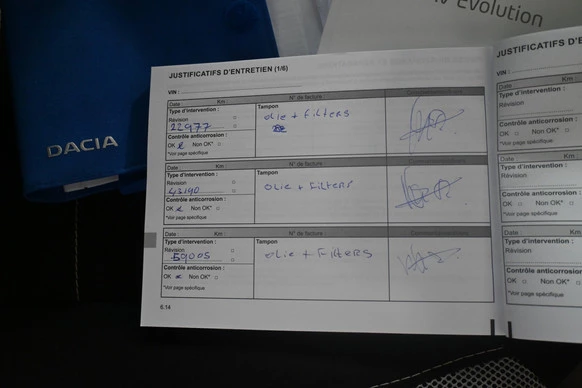 Evolution
DACIA
JUSTIFICATIFS D'ENTRETIEN (1/6)
VIN :
Date : Km : N° de facture
Type d'intervention : Tampon
Révision olie + filters
22977
Contrôle anticorrosion :
OK Non OK*
*Voir page spécifique
Date : Km : N° de facture
Type d'intervention : Tampon
Révision olie + filters
43190
Contrôle anticorrosion :
OK Non OK*
*Voir page spécifique
Date : Km : N° de facture
Type d'intervention : Tampon
Révision olie + filters
59005
Contrôle anticorrosion :
OK Non OK*
*Voir page spécifique
6.14
JUSTIFICATIFS D'E
VIN :
Date :
Type d'intervention :
Révision
Contrôle anticorrosion
OK Non OK*
*Voir page spécifique
Date :
Type d'intervention :
Révision
Contrôle anticorrosion
OK Non OK*
*Voir page spécifique
Date :
Type d'intervention :
Révision
Contrôle anticorrosion
OK Non OK*
*Voir page spécifique